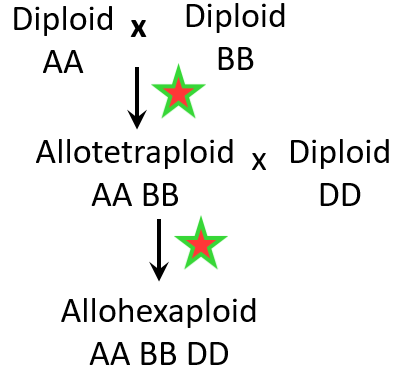 Diploid x Diploid
AA BB
Allotetraploid x Diploid
AA BB DD
Allohexaploid
AA BB DD